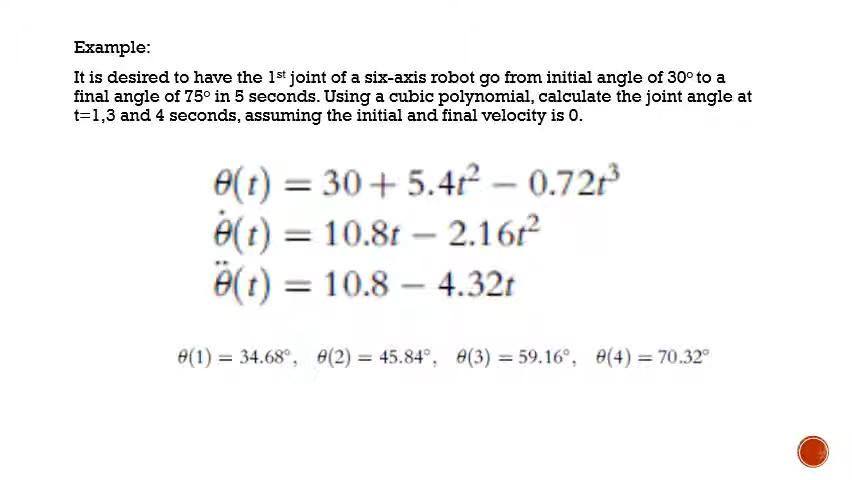 Example:
It is desired to have the 1st joint of a six-axis robot go from initial angle of 30° to a
final angle of 75° in 5 seconds. Using a cubic polynomial, calculate the joint angle at
t=1,3 and 4 seconds, assuming the initial and final velocity is 0.
θ(t) = 30 + 5.4t² − 0.72t³
θ̇(t) = 10.8t − 2.16t²
θ̈(t) = 10.8 − 4.32t
θ(1) = 34.68°, θ(2) = 45.84°, θ(3) = 59.16°, θ(4) = 70.32°